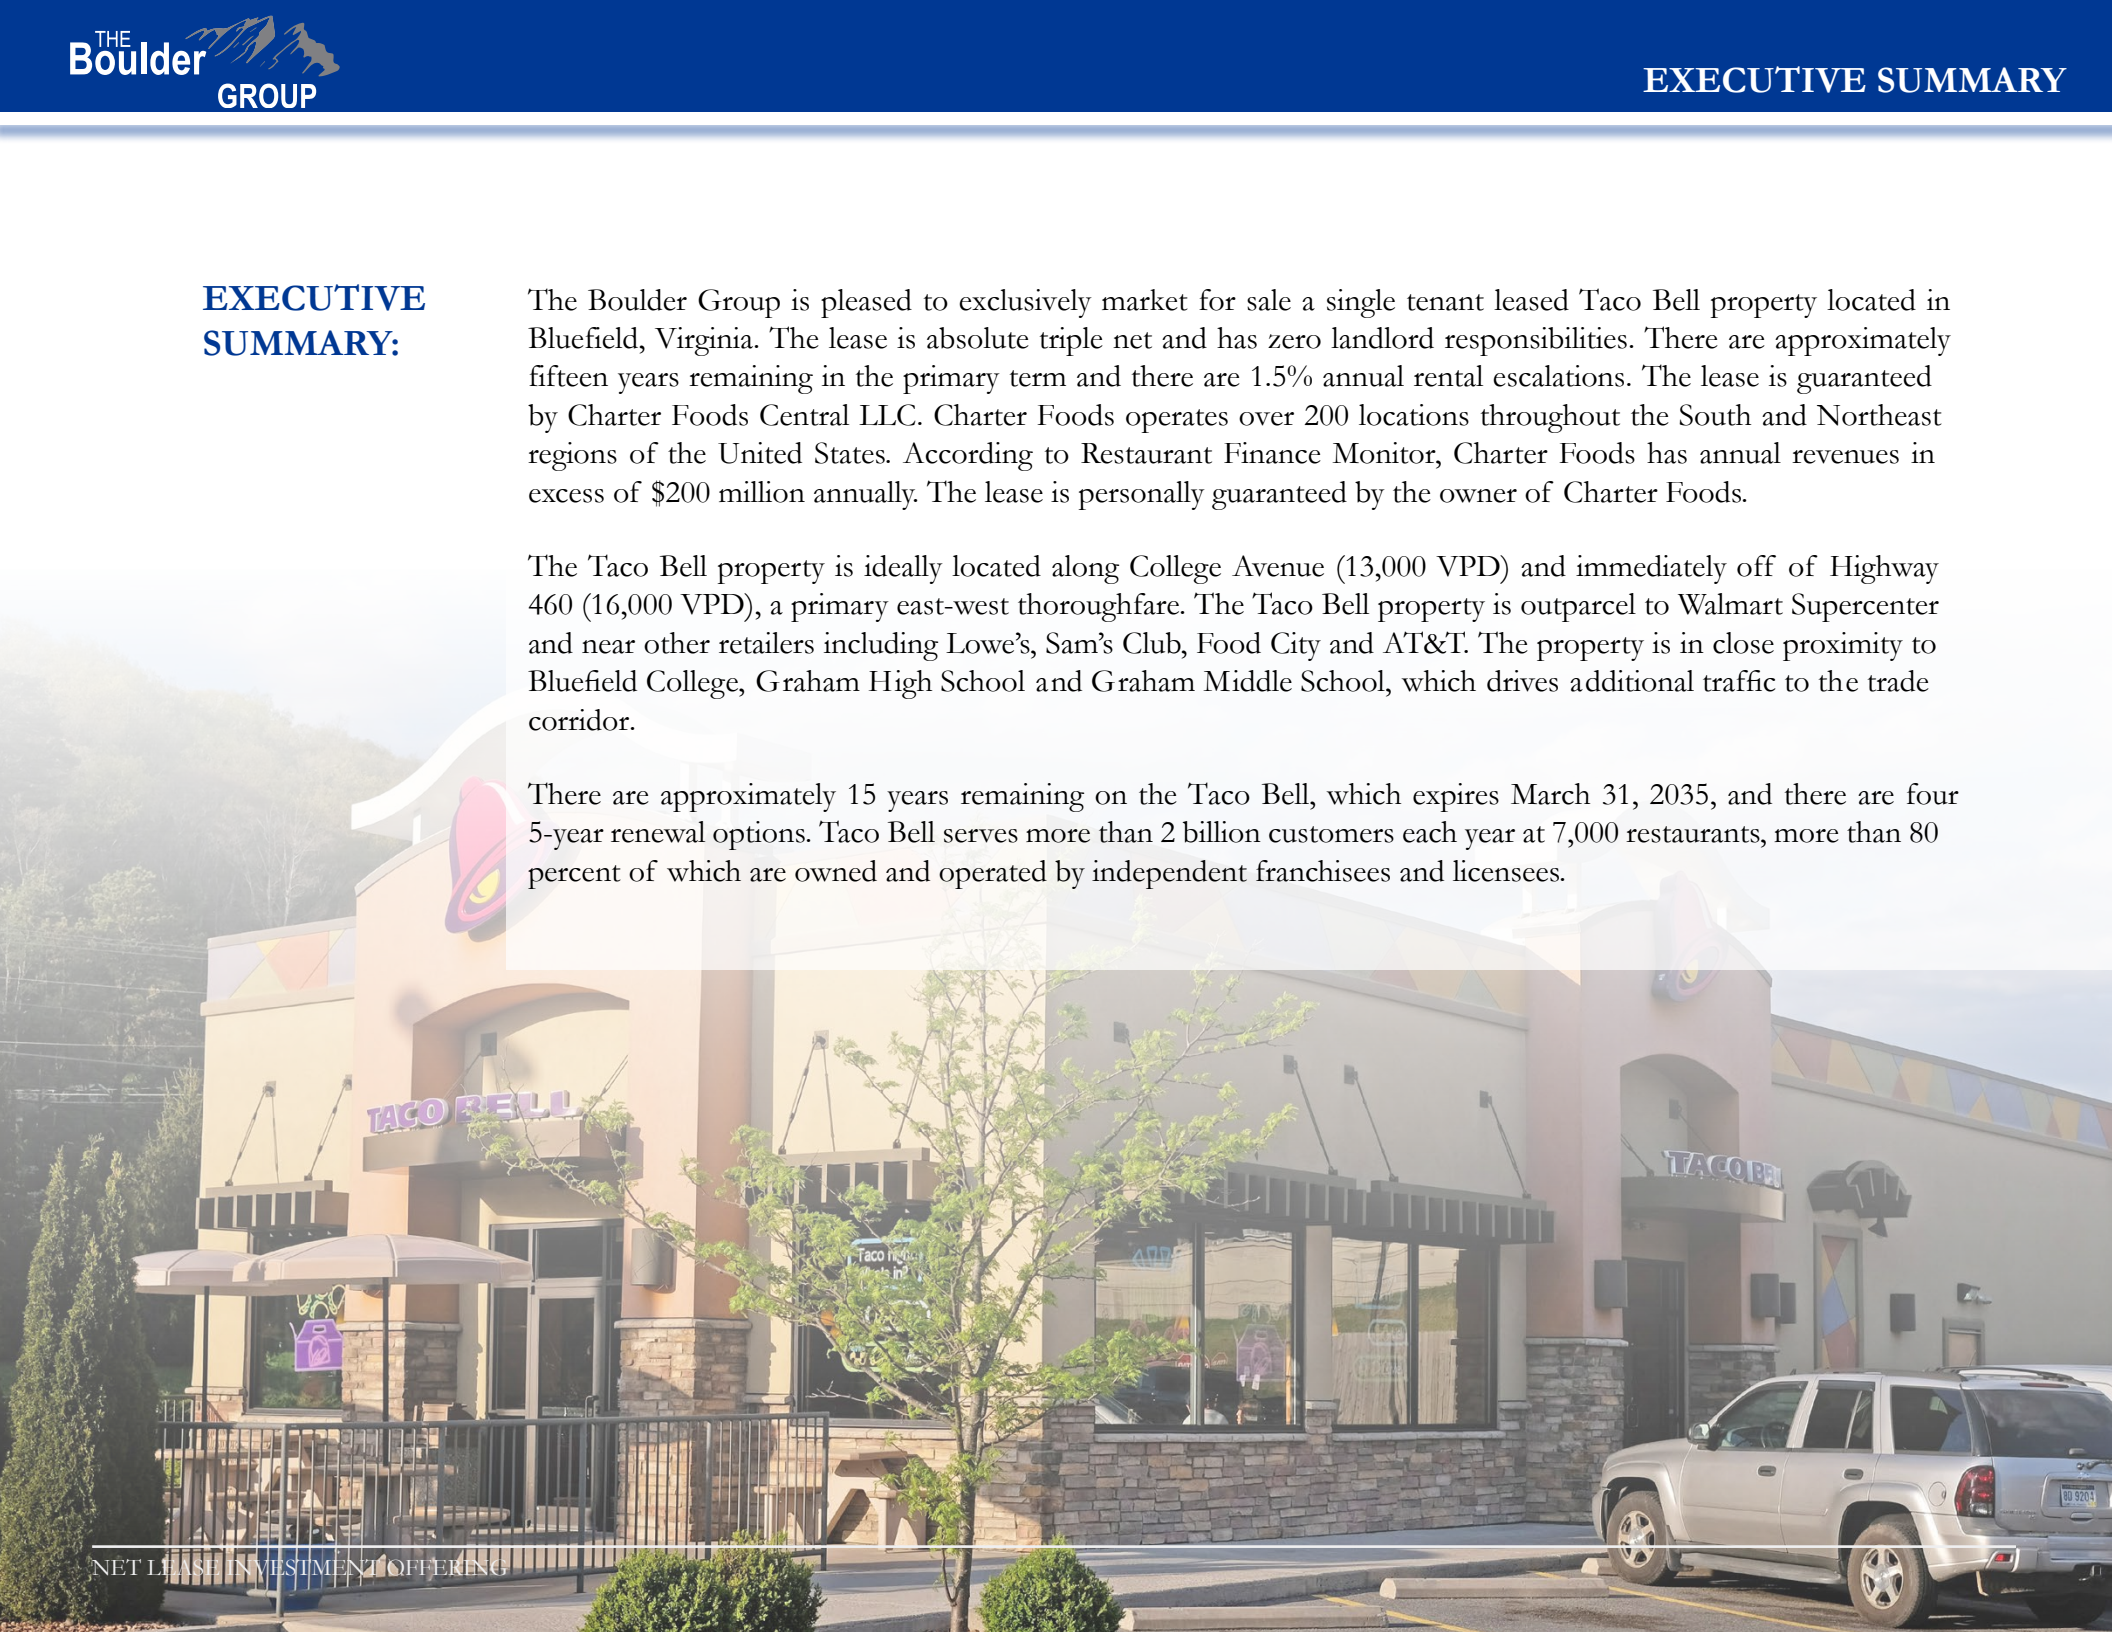 THE
Boulder
GROUP
EXECUTIVE SUMMARY
EXECUTIVE
SUMMARY:
The Boulder Group is pleased to exclusively market for sale a single tenant leased Taco Bell property located in
Bluefield, Virginia. The lease is absolute triple net and has zero landlord responsibilities. There are approximately
fifteen years remaining in the primary term and there are 1.5% annual rental escalations. The lease is guaranteed
by Charter Foods Central LLC. Charter Foods operates over 200 locations throughout the South and Northeast
regions of the United States. According to Restaurant Finance Monitor, Charter Foods has annual revenues in
excess of $200 million annually. The lease is personally guaranteed by the owner of Charter Foods.
The Taco Bell property is ideally located along College Avenue (13,000 VPD) and immediately off of Highway
460 (16,000 VPD), a primary east-west thoroughfare. The Taco Bell property is outparcel to Walmart Supercenter
and near other retailers including Lowe’s, Sam’s Club, Food City and AT&T. The property is in close proximity to
Bluefield College, Graham High School and Graham Middle School, which drives additional traffic to the trade
corridor.
There are approximately 15 years remaining on the Taco Bell, which expires March 31, 2035, and there are four
5-year renewal options. Taco Bell serves more than 2 billion customers each year at 7,000 restaurants, more than 80
percent of which are owned and operated by independent franchisees and licensees.
TACO BELL
TACO BELL
Taco
80 9204
NET LEASE INVESTMENT OFFERING